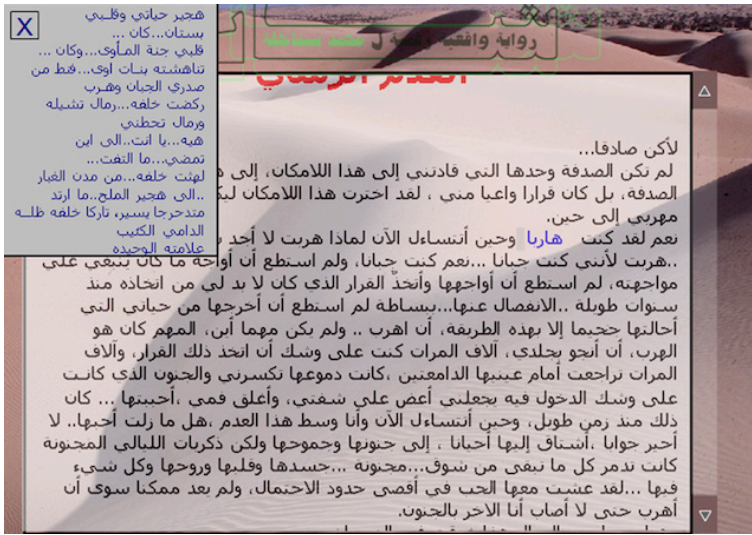 X
هجير حياتي وقلبي
بستان...كان ...
قلبي جنة المأوى...وكان ...
تناهشته بنات اوى...قنط من
صدري الجبان وهرب
ركضت خلفه...رمال تشيله
ورمال تحطني
هيه...يا انت..الى اين
تمضي...ما التفت...
لهثت خلفه...من مدن الغبار
..الى هجير الملح..ما ارتد
متدحرجا يسير، تاركا خلفه ظله
الدامي الكئيب
علامته الوحيده
رواية واقعية رقمية ل محمد سناجلة
العدم الرملي
لأكن صادقا...
لم تكن الصدفة وحدها التي قادتني إلى هذا اللامكان، إلى
الصدفة، بل كان قرارا واعيا مني ، لقد اخترت هذا اللامكان
مهربي إلى حين.
نعم لقد كنت هاربا وحين أتساءل الآن لماذا هربت لا أجد
..هربت لأنني كنت جبانا ...نعم كنت جبانا، ولم استطع أن أواجه ما كان ينبغي علي
مواجهته، لم استطع أن أواجهها وأتخذ القرار الذي كان لا بد لي من اتخاذه منذ
سنوات طويلة ..الانفصال عنها...ببساطة لم استطع أن أخرجها من حياتي التي
أحالتها جحيما إلا بهذه الطريقة، أن اهرب .. ولم يكن مهما أين، المهم كان هو
الهرب، أن أنجو بجلدي، آلاف المرات كنت على وشك أن اتخذ ذلك القرار، وآلاف
المرات تراجعت أمام عينيها الدامعتين ،كانت دموعها تكسرني والجنون الذي كانت
على وشك الدخول فيه يجعلني أعض على شفتي، وأغلق فمي ،أحببتها ... كان
ذلك منذ زمن طويل، وحين أتساءل الآن وأنا وسط هذا العدم ،هل ما زلت أحبها.. لا
أحير جوابا ،أشتاق إليها أحيانا ، إلى جنونها وجموحها ولكن ذكريات الليالي المجنونة
كانت تدمر كل ما تبقى من شوق...مجنونة ...جسدها وقلبها وروحها وكل شيء
فيها ...لقد عشت معها الحب في أقصى حدود الاحتمال، ولم يعد ممكنا سوى أن
أهرب حتى لا أصاب أنا الاخر بالجنون.